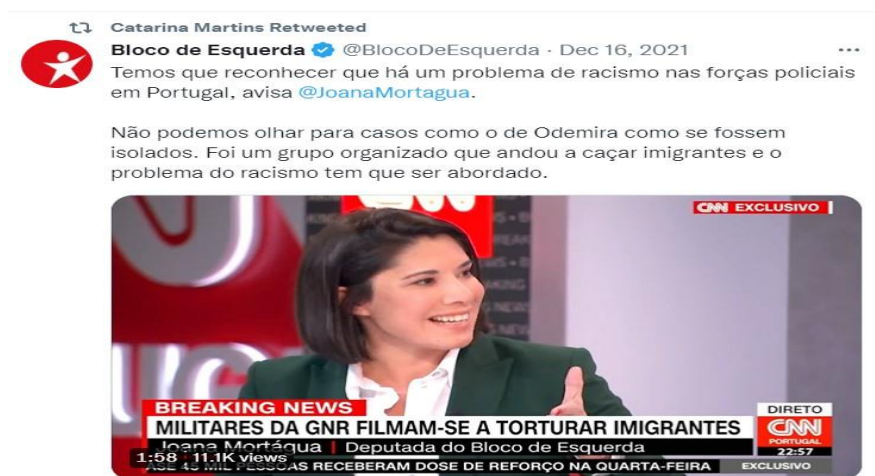 Catarina Martins Retweeted
Bloco de Esquerda @BlocoDeEsquerda · Dec 16, 2021
Temos que reconhecer que há um problema de racismo nas forças policiais
em Portugal, avisa @JoanaMortagua.
Não podemos olhar para casos como o de Odemira como se fossem
isolados. Foi um grupo organizado que andou a caçar imigrantes e o
problema do racismo tem que ser abordado.
CNN EXCLUSIVO
BREAKING NEWS
MILITARES DA GNR FILMAM-SE A TORTURAR IMIGRANTES
Joana Mortágua | Deputada do Bloco de Esquerda
1:58 11.1K views
45 MIL PESSOAS RECEBERAM DOSE DE REFORÇO NA QUARTA-FEIRA
DIRETO
CNN
PORTUGAL
22:57
EXCLUSIVO